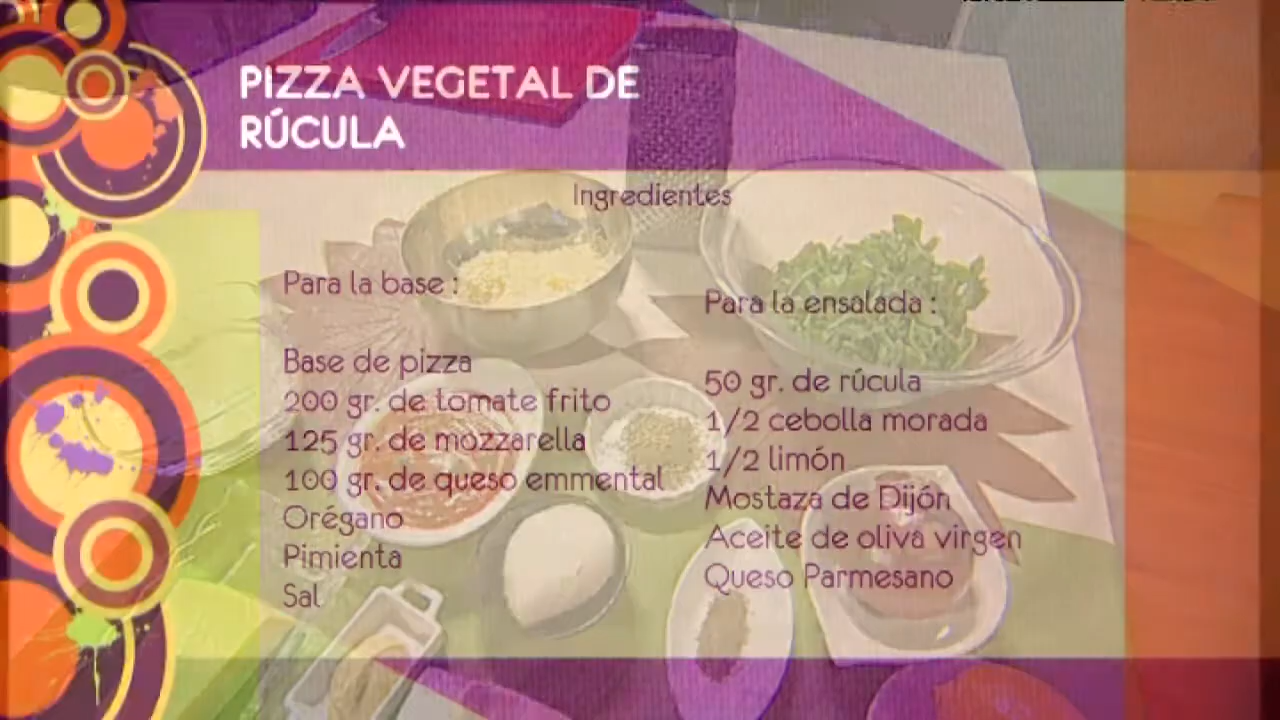 PIZZA VEGETAL DE
RÚCULA
Ingredientes
Para la base :
Base de pizza
200 gr. de tomate frito
125 gr. de mozzarella
100 gr. de queso emmental
Orégano
Pimienta
Sal
Para la ensalada :
50 gr. de rúcula
1/2 cebolla morada
1/2 limón
Mostaza de Dijón
Aceite de oliva virgen
Queso Parmesano